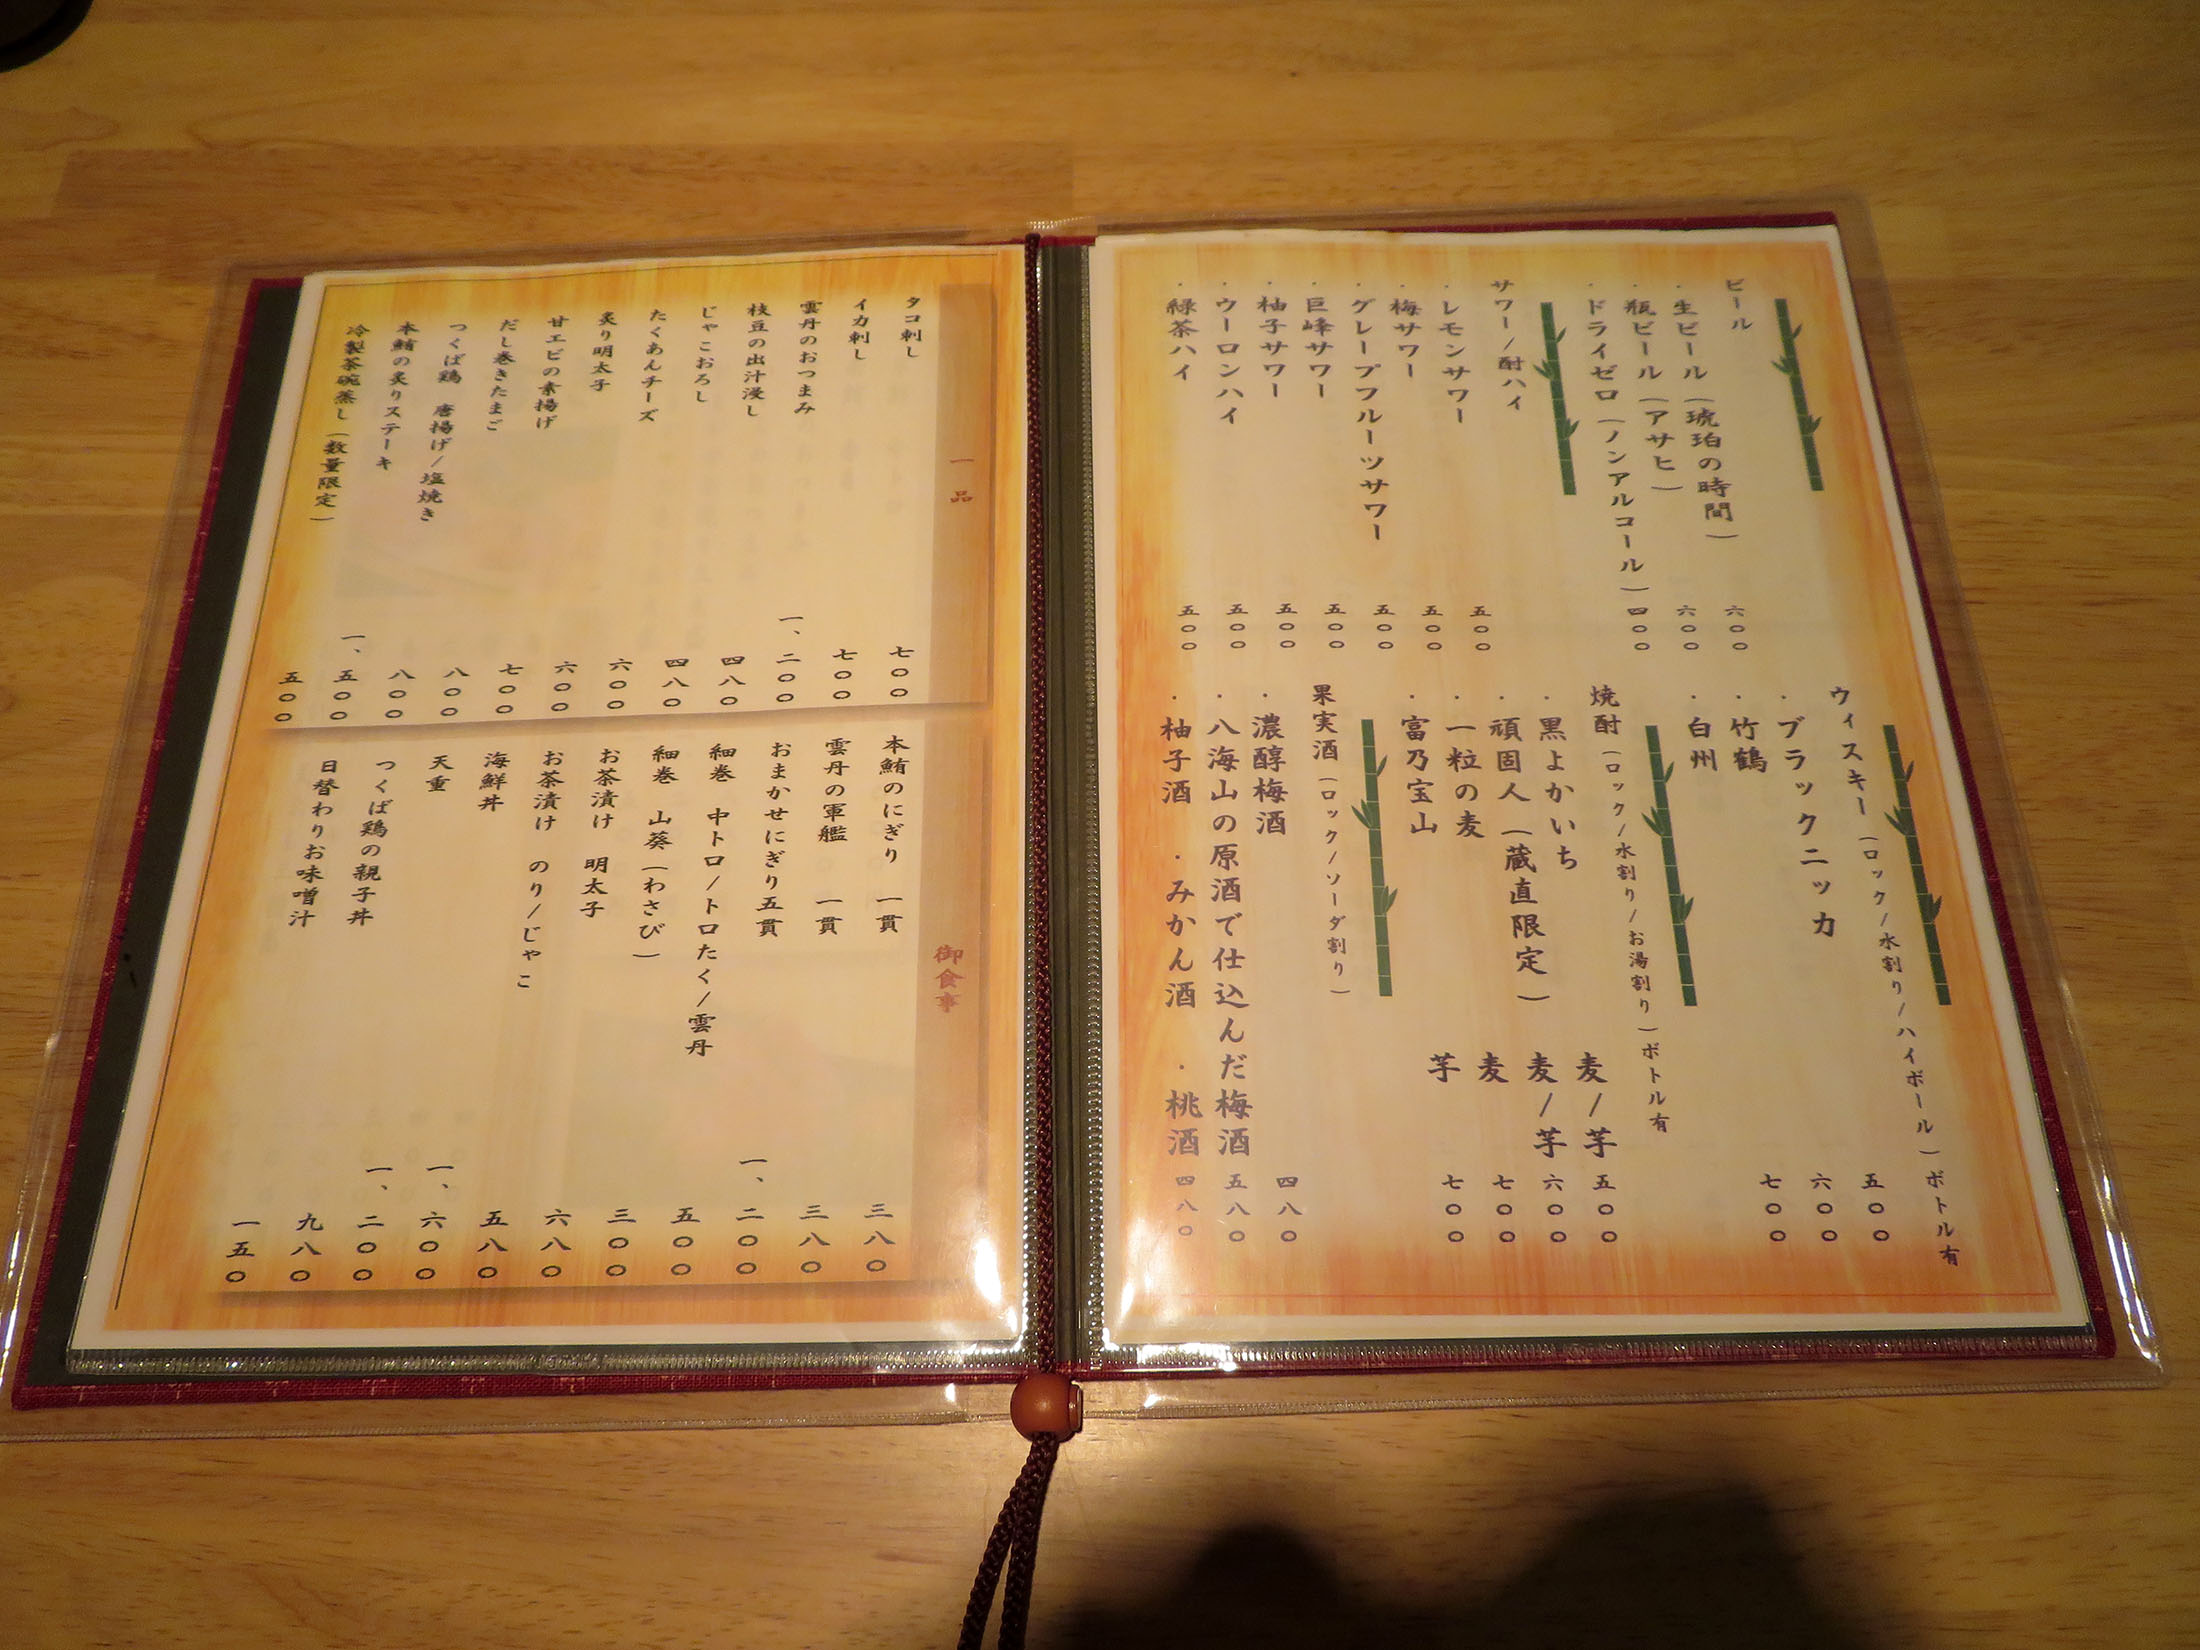 ビール
・生ビール(琥珀の時間) 六〇〇
・瓶ビール(アサヒ) 六〇〇
・ドライゼロ(ノンアルコール) 四〇〇
サワー/酎ハイ
・レモンサワー 五〇〇
・梅サワー 五〇〇
・グレープフルーツサワー 五〇〇
・巨峰サワー 五〇〇
・柚子サワー 五〇〇
・ウーロンハイ 五〇〇
・緑茶ハイ 五〇〇
ウィスキー(ロック/水割り/ハイボール)ボトル有
・ブラックニッカ 五〇〇
・竹鶴 六〇〇
・白州 七〇〇
焼酎(ロック/水割り/お湯割り)ボトル有
・黒よかいち 麦/芋 五〇〇
・頑固人(蔵直限定) 麦/芋 六〇〇
・一粒の麦 麦 七〇〇
・富乃宝山 芋 七〇〇
果実酒(ロック/ソーダ割り)
・濃醇梅酒 四八〇
・八海山の原酒で仕込んだ梅酒 五八〇
・柚子酒 ・みかん酒 ・桃酒 四八〇
一品
タコ刺し 七〇〇
イカ刺し 七〇〇
雲丹のおつまみ 一、二〇〇
枝豆の出汁浸し 四八〇
じゃこおろし 四八〇
たくあんチーズ 六〇〇
炙り明太子 六〇〇
甘エビの素揚げ 七〇〇
だし巻きたまご 八〇〇
つくば鶏 唐揚げ/塩焼き 八〇〇
本鮪の炙りステーキ 一、五〇〇
冷製茶碗蒸し(数量限定) 五〇〇
御食事
本鮪のにぎり 一貫 三八〇
雲丹の軍艦 一貫 三八〇
おまかせにぎり五貫 一、二〇〇
細巻 中トロ/トロたく/雲丹 五〇〇
細巻 山葵(わさび) 三〇〇
お茶漬け 明太子 六八〇
お茶漬け のり/じゃこ 五八〇
海鮮丼 一、六〇〇
天重 一、二〇〇
つくば鶏の親子丼 九八〇
日替わりお味噌汁 一五〇